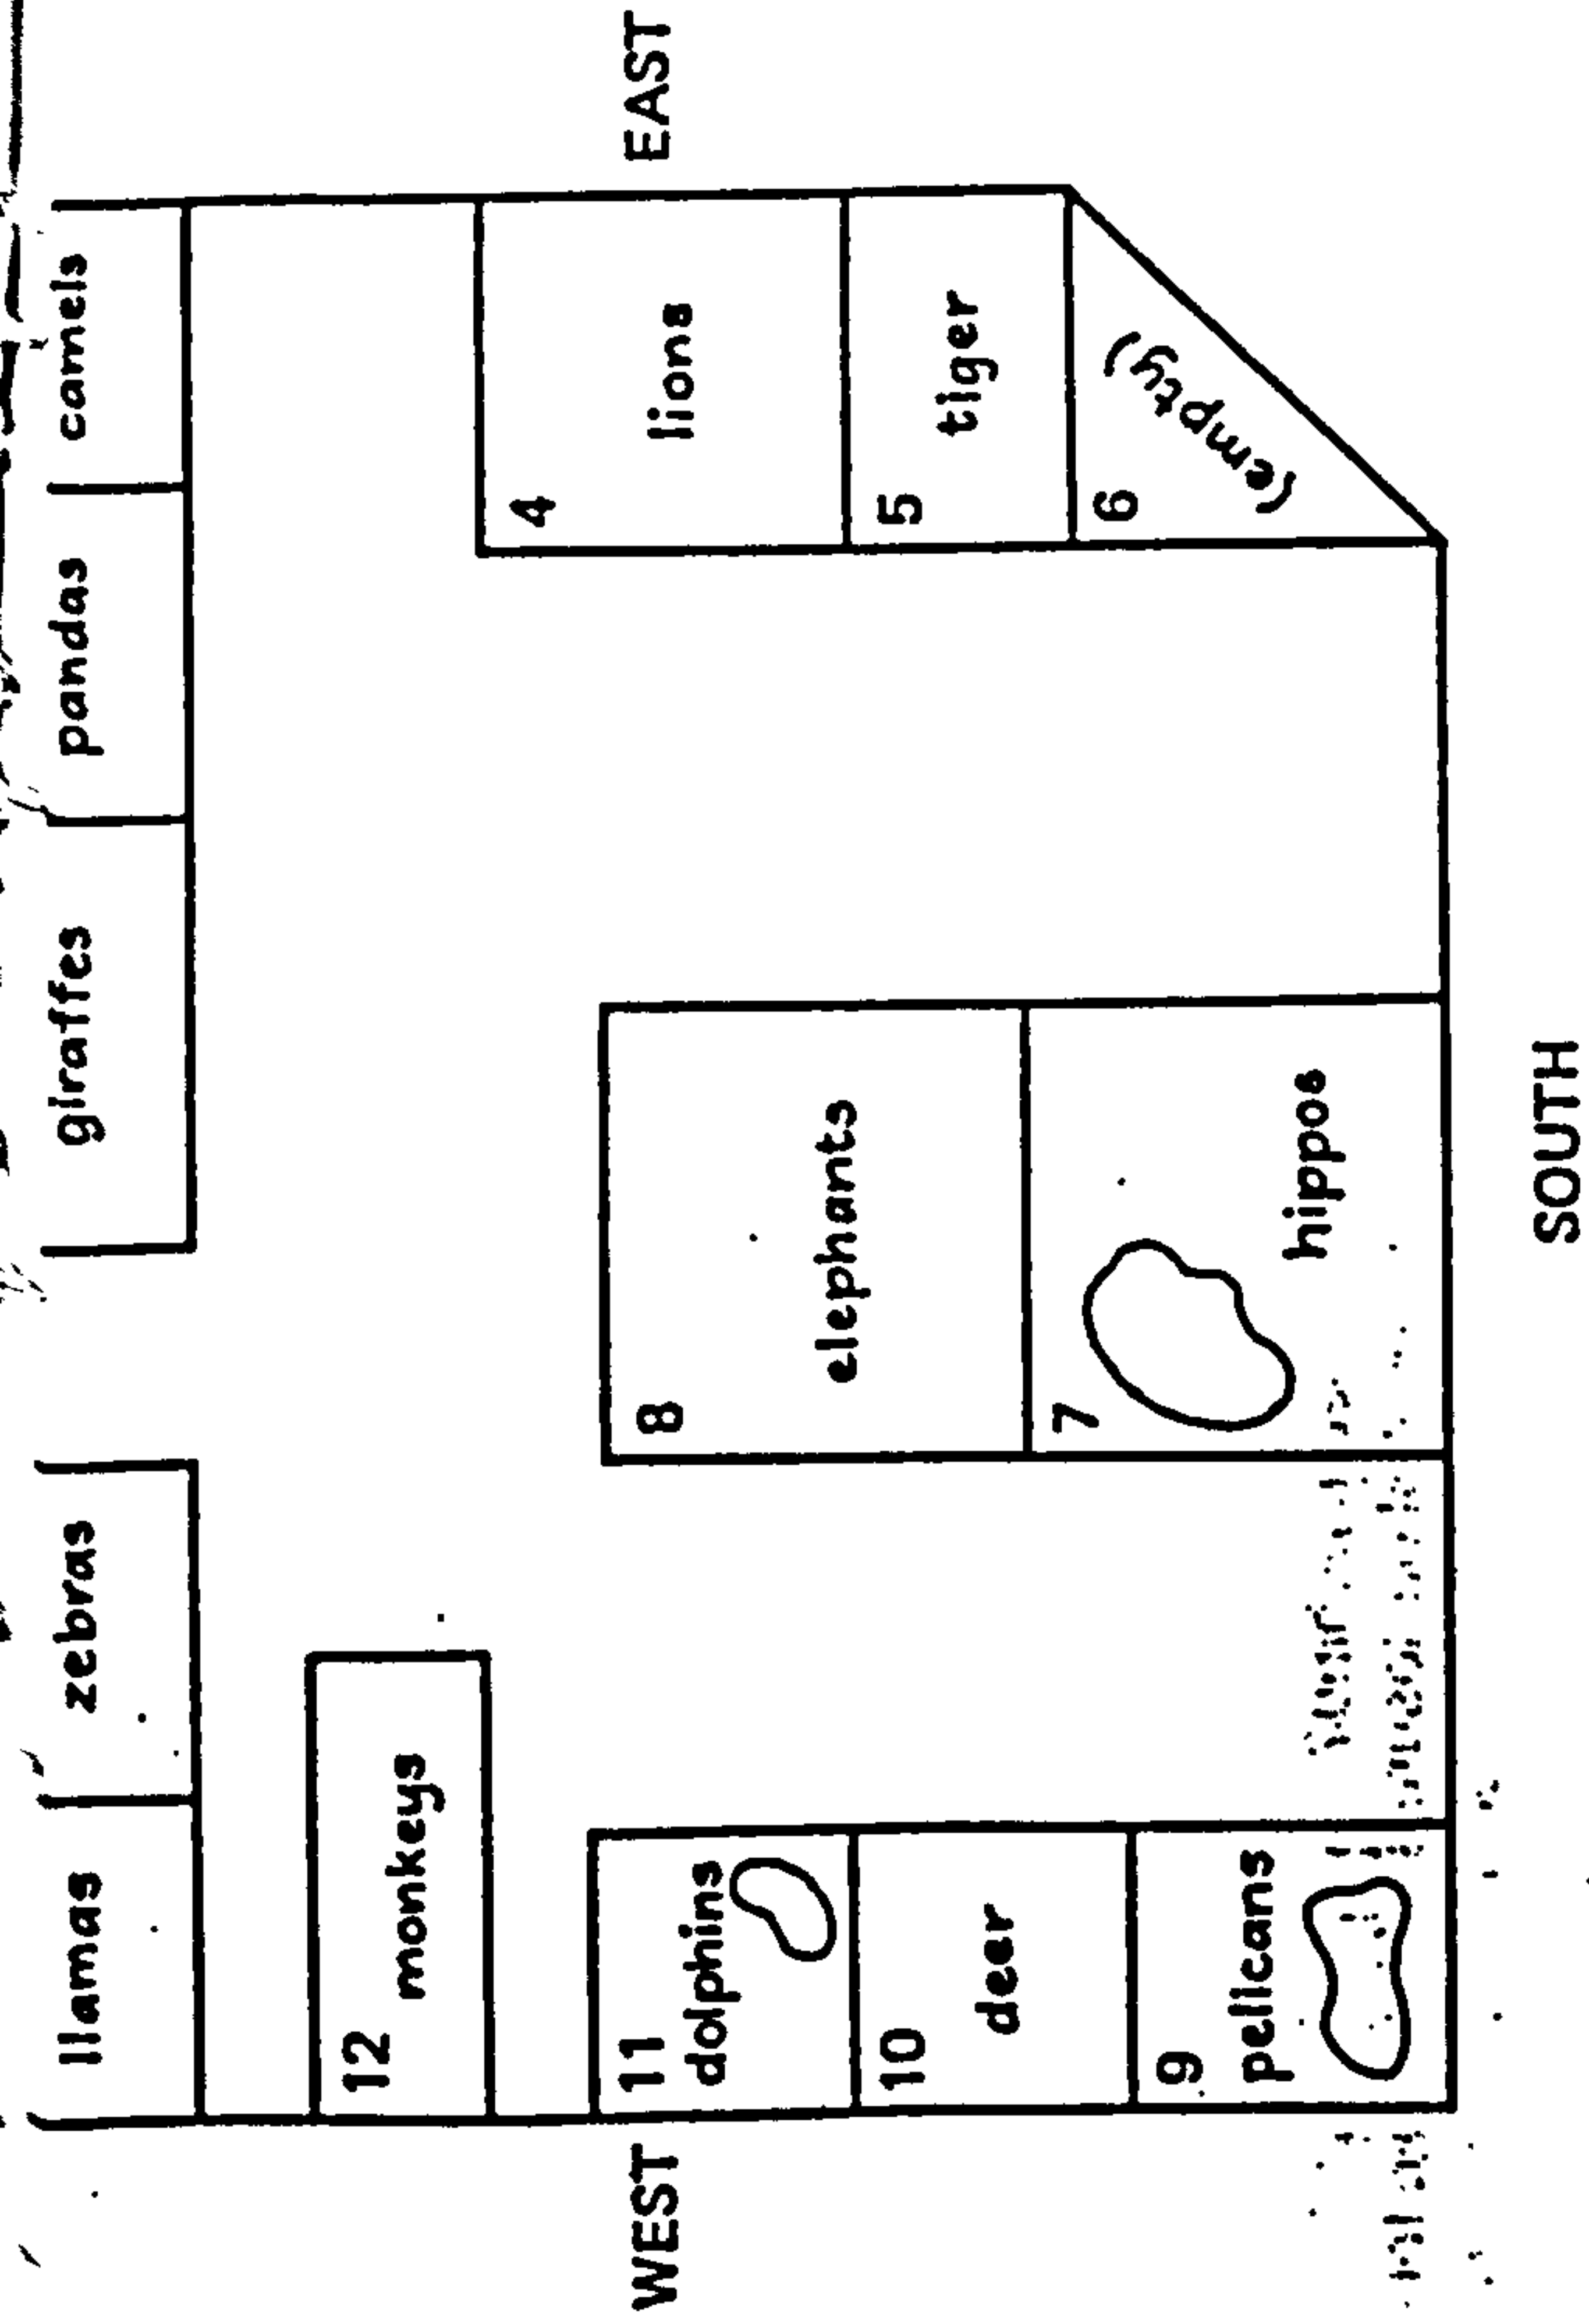 llamas zebras giraffes pandas camels
12 monkeys
WEST
EAST
11
dolphins
8
elephants
4
lions
10
deer
5
tiger
9
pelicans
7
hippos
6
(empty)
SOUTH